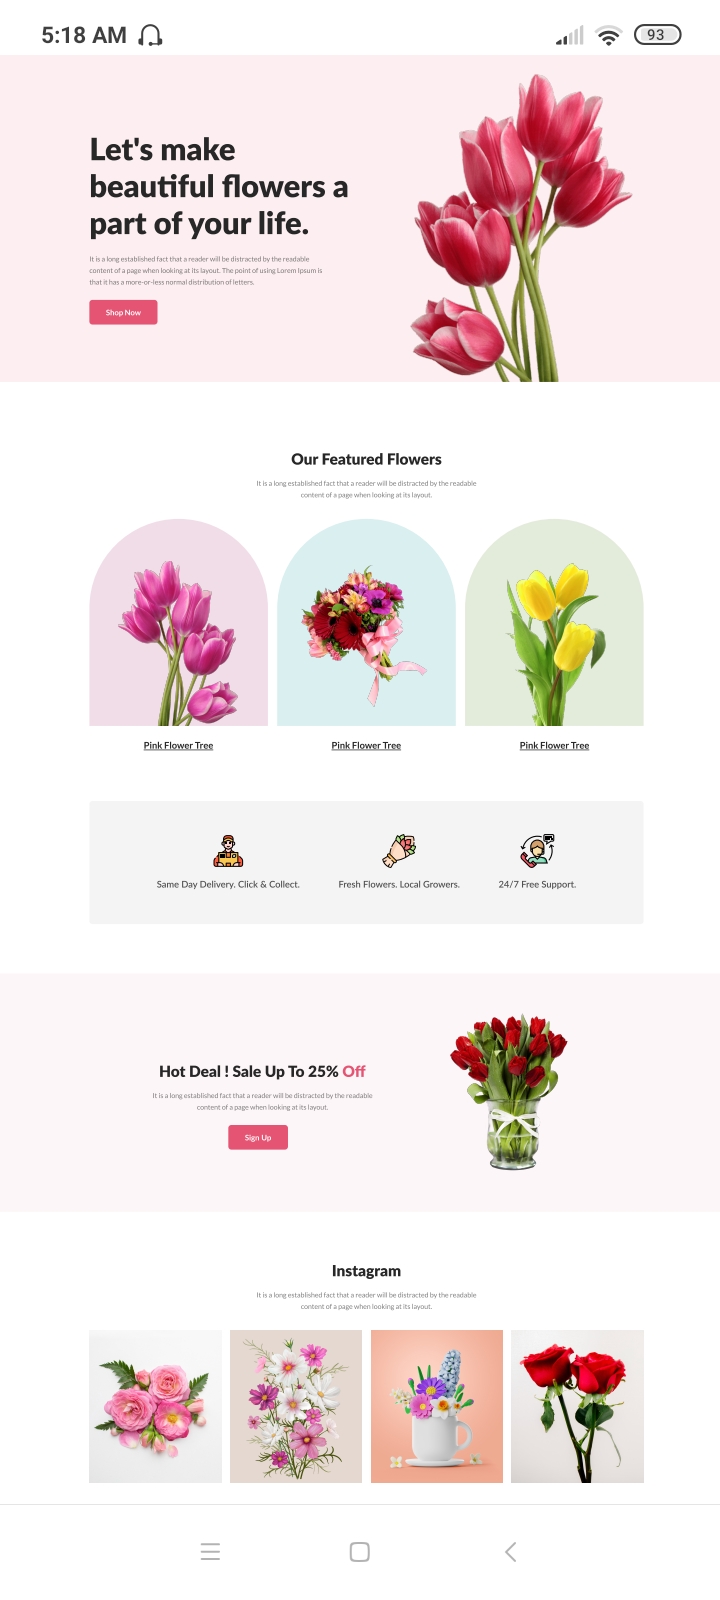 5:18 AM
93
Let's make
beautiful flowers a
part of your life.
It is a long established fact that a reader will be distracted by the readable
content of a page when looking at its layout. The point of using Lorem Ipsum is
that it has a more-or-less normal distribution of letters.
Shop Now
Our Featured Flowers
It is a long established fact that a reader will be distracted by the readable
content of a page when looking at its layout.
Pink Flower Tree
Pink Flower Tree
Pink Flower Tree
Same Day Delivery. Click & Collect.
Fresh Flowers. Local Growers.
24/7 Free Support.
Hot Deal ! Sale Up To 25% Off
It is a long established fact that a reader will be distracted by the readable
content of a page when looking at its layout.
Sign Up
Instagram
It is a long established fact that a reader will be distracted by the readable
content of a page when looking at its layout.